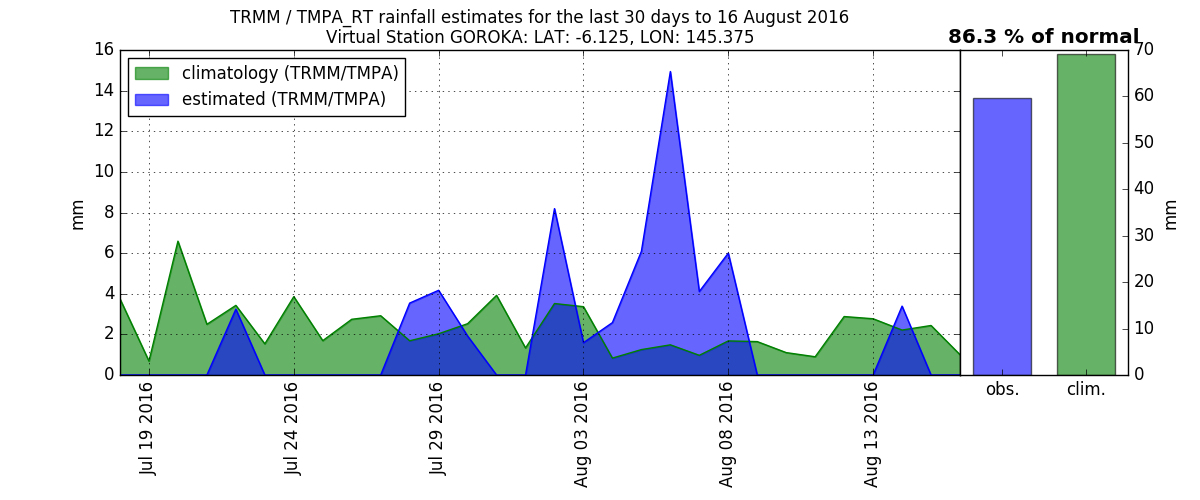 TRMM / TMPA_RT rainfall estimates for the last 30 days to 16 August 2016
Virtual Station GOROKA: LAT: -6.125, LON: 145.375
86.3 % of normal
climatology (TRMM/TMPA)
estimated (TRMM/TMPA)
16
14
12
10
8
6
4
2
0
mm
Jul 19 2016
Jul 24 2016
Jul 29 2016
Aug 03 2016
Aug 08 2016
Aug 13 2016
obs.
clim.
70
60
50
40
30
20
10
0
mm